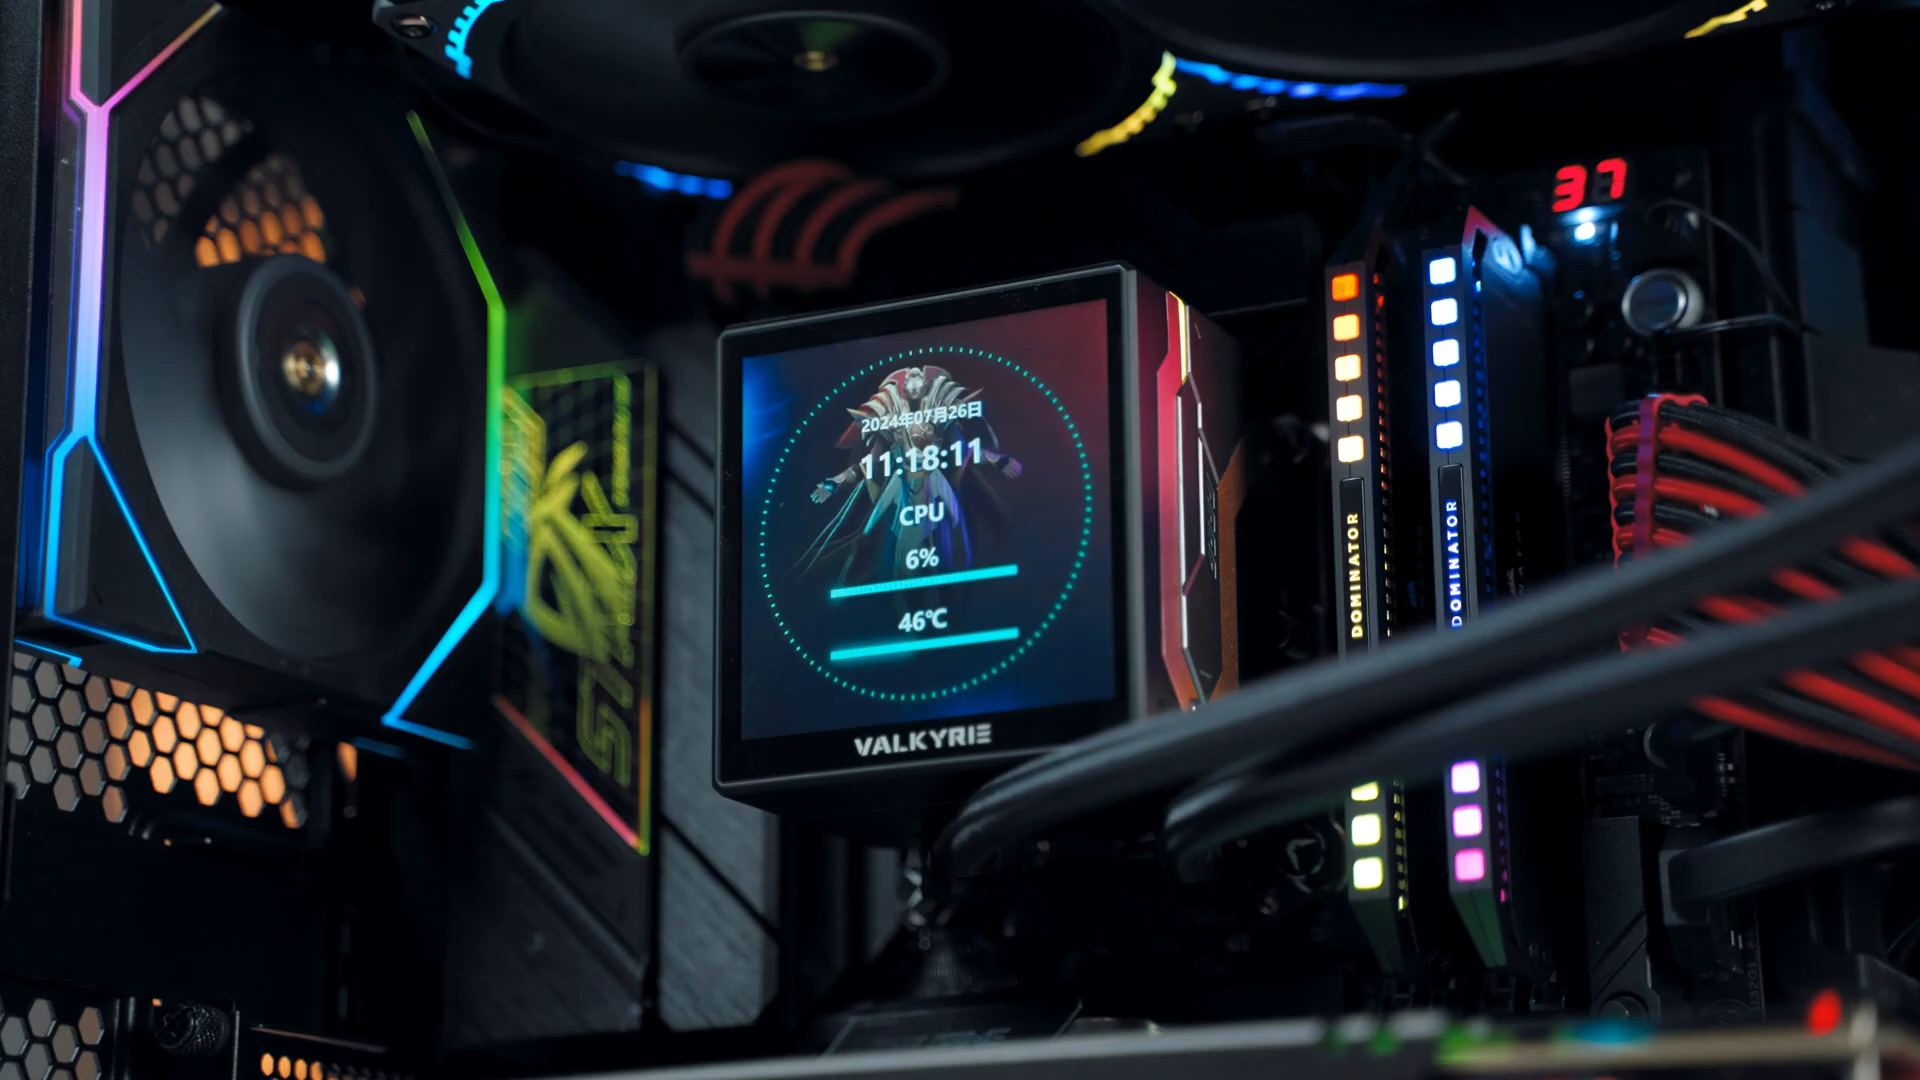 37
2024年07月26日
11:18:11
CPU
6%
46℃
VALKYRIE
DOMINATOR
DOMINATOR
STRIX